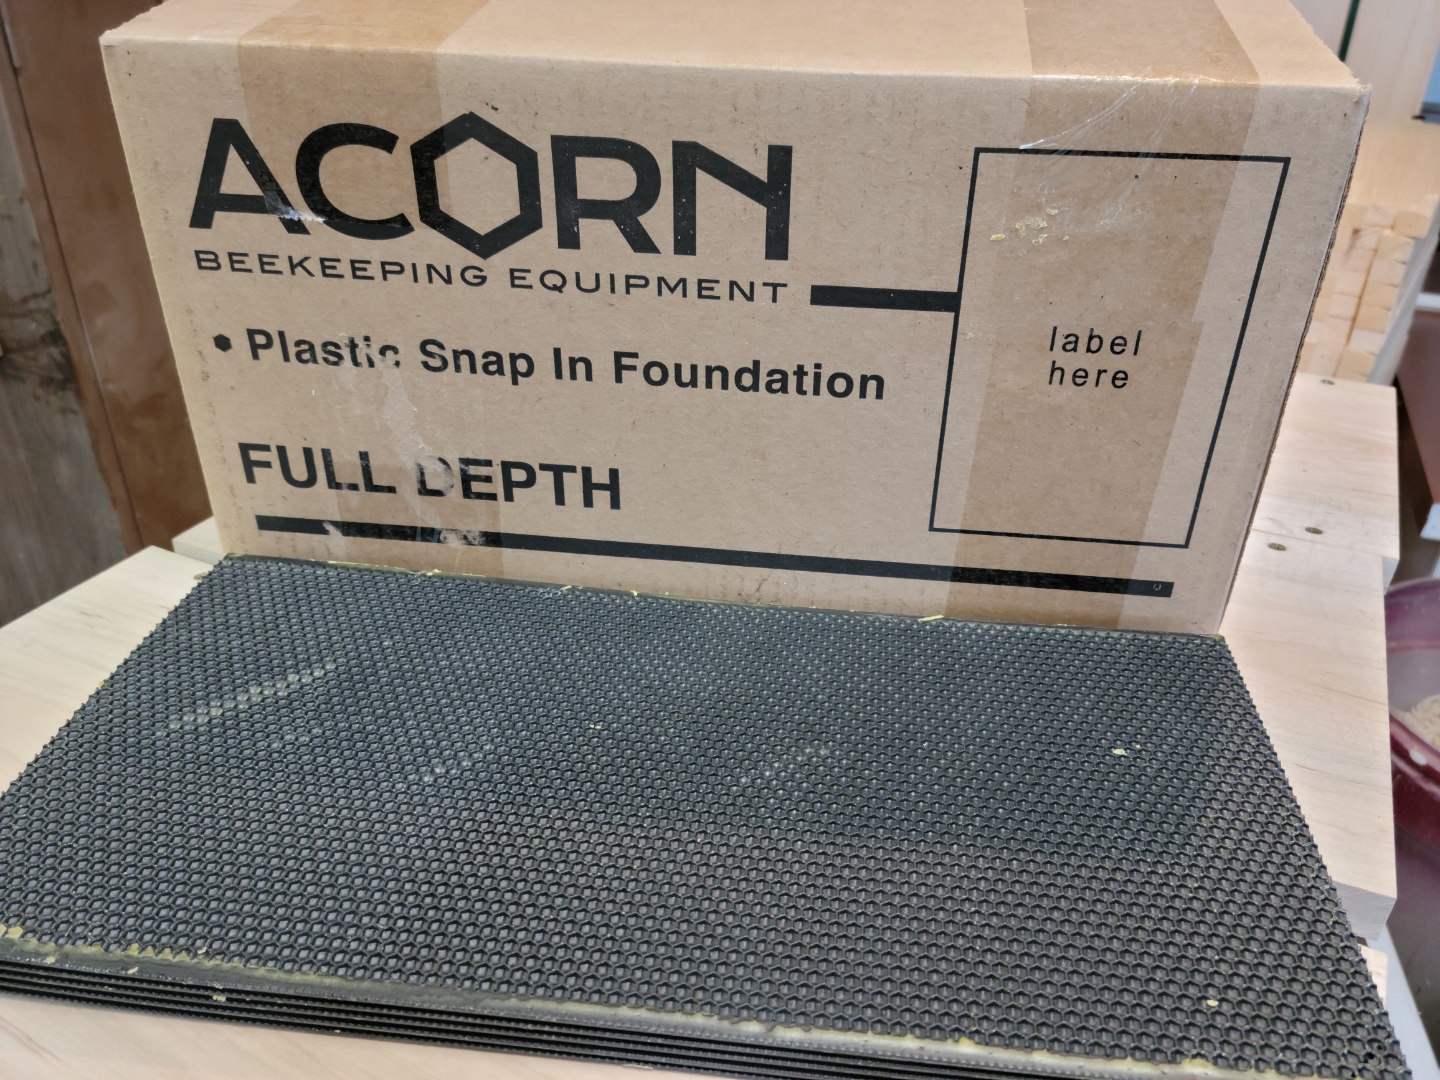 ACORN
BEEKEEPING EQUIPMENT
• Plastic Snap In Foundation
FULL DEPTH
label
here